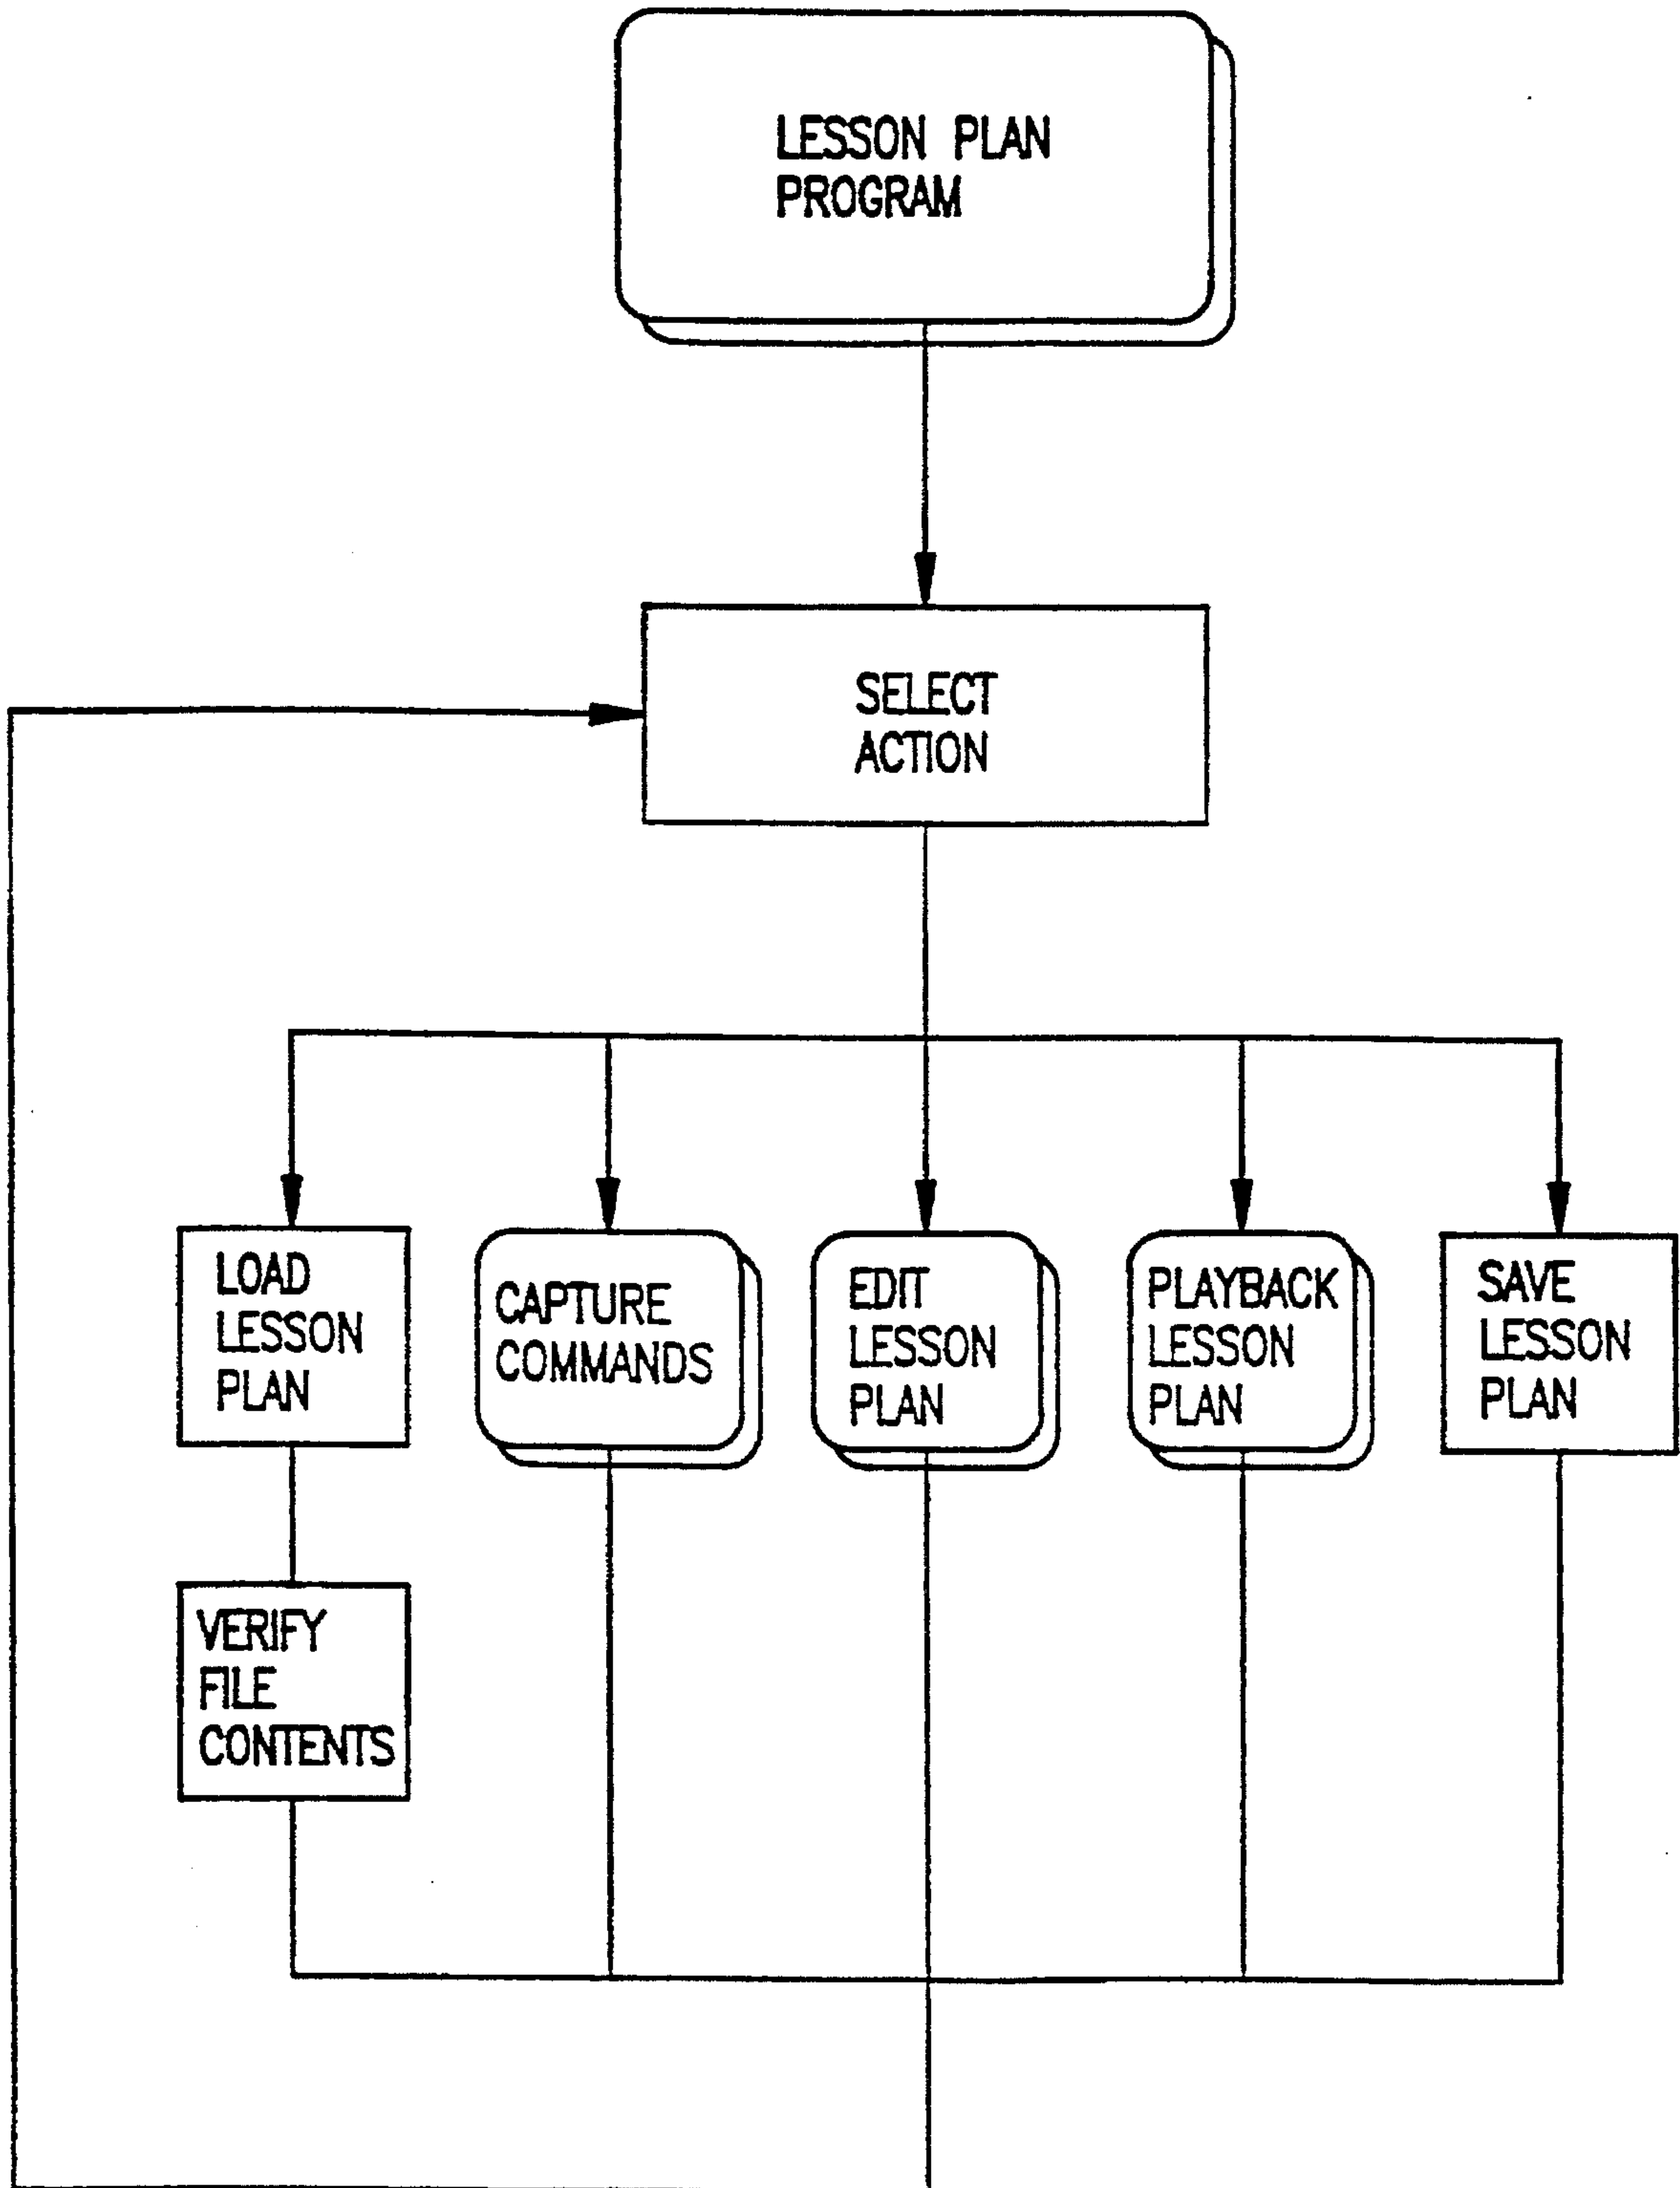 LESSON PLAN
PROGRAM
SELECT
ACTION
LOAD
LESSON
PLAN
CAPTURE
COMMANDS
EDIT
LESSON
PLAN
PLAYBACK
LESSON
PLAN
SAVE
LESSON
PLAN
VERIFY
FILE
CONTENTS